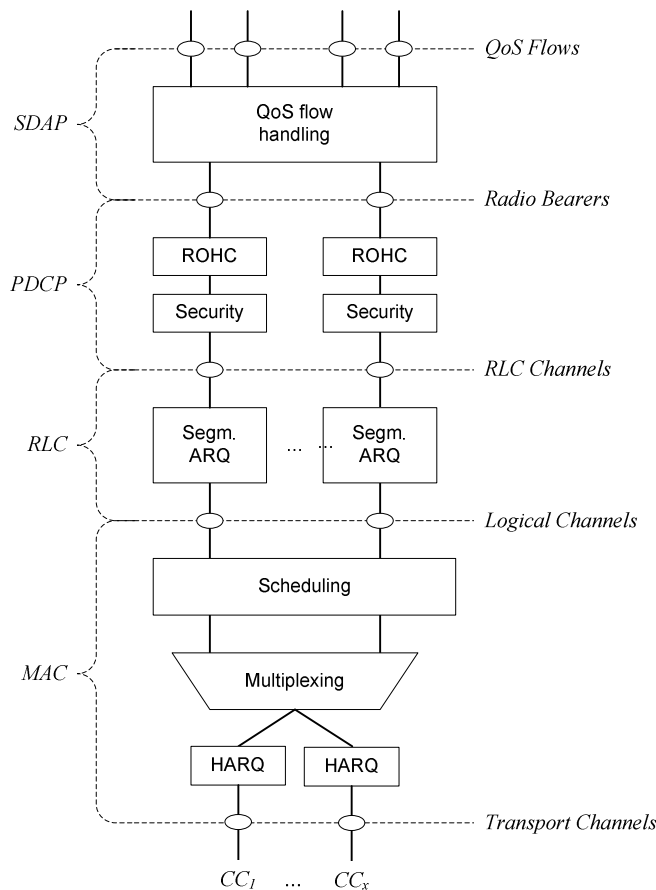 QoS Flows
QoS flow
handling
SDAP
Radio Bearers
ROHC
ROHC
PDCP
Security
Security
RLC Channels
Segm.
ARQ
... ...
Segm.
ARQ
RLC
Logical Channels
Scheduling
MAC
Multiplexing
HARQ
HARQ
Transport Channels
CC1 ... CCx